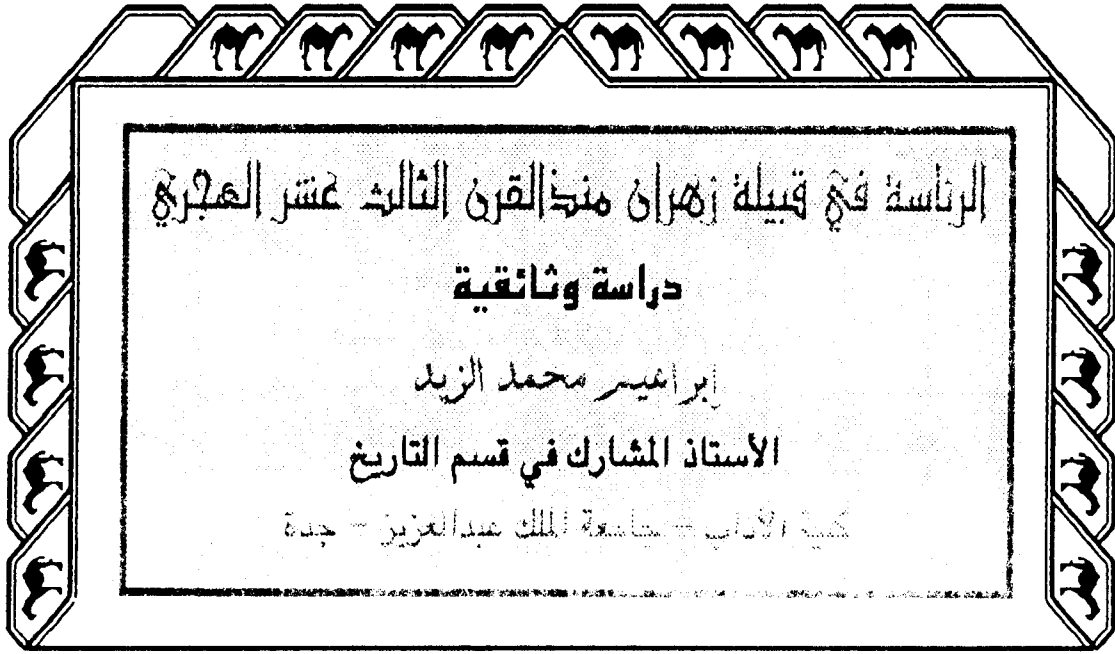 الرئاسة في قبيلة زهران منذ القرن الثالث عشر الهجري
دراسة وثائقية
إبراهيم محمد الزيد
الأستاذ المشارك في قسم التاريخ
كلية الآداب – جامعة الملك عبدالعزيز – جدة